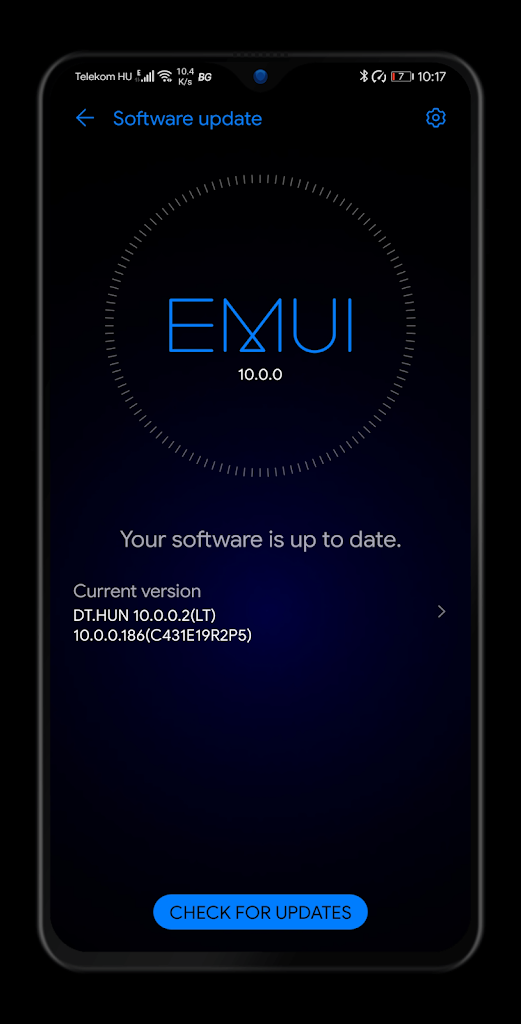 Telekom HU E 10.4 K/s BG 7 10:17
Software update
EMUI
10.0.0
Your software is up to date.
Current version
DT.HUN 10.0.0.2(LT)
10.0.0.186(C431E19R2P5)
CHECK FOR UPDATES